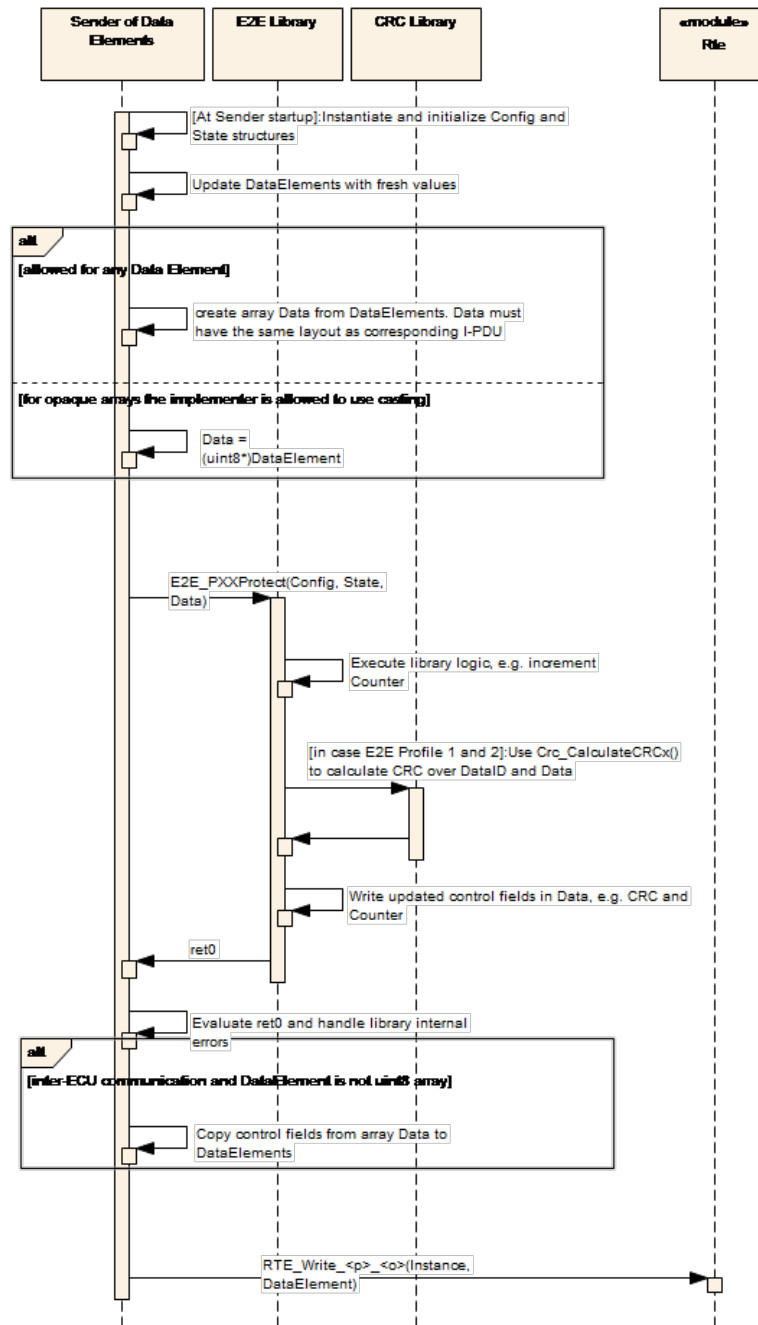 Sender of Data
Elements
E2E Library
CRC Library
«module»
Rte
[At Sender startup]:Instantiate and initialize Config and
State structures
Update DataElements with fresh values
alt
[allowed for any Data Element]
create array Data from DataElements. Data must
have the same layout as corresponding I-PDU
[for opaque arrays the implementer is allowed to use casting]
Data =
(uint8*)DataElement
E2E_PXXProtect(Config, State,
Data)
Execute library logic, e.g. increment
Counter
[in case E2E Profile 1 and 2]:Use Crc_CalculateCRCx()
to calculate CRC over DataID and Data
Write updated control fields in Data, e.g. CRC and
Counter
ret0
Evaluate ret0 and handle library internal
errors
alt
[inter-ECU communication and DataElement is not uint8 array]
Copy control fields from array Data to
DataElements
RTE_Write_<p>_<o>(Instance,
DataElement)